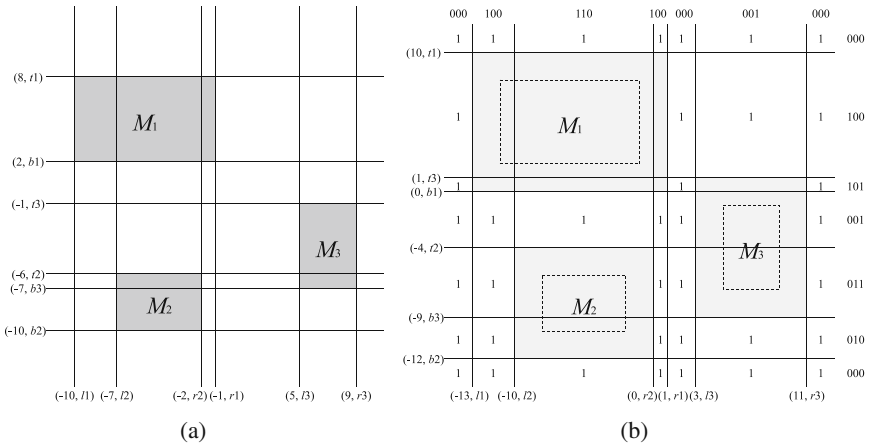 (8, t1)
M1
(2, b1)
(-1, t3)
M3
(-6, t2)
(-7, b3)
M2
(-10, b2)
(-10, l1) (-7, l2) (-2, r2) (-1, r1) (5, l3) (9, r3)
(a)
000 100 110 100 000 001 000
1 1 1 1 1 1 1 000
(10, t1)
1 M1 1 1 1 100
(1, t3)
1 1 1 101
(0, b1)
1 1 1 1 1 1 001
(-4, t2)
M3
1 1 1 1 1 011
M2
(-9, b3)
1 1 1 1 1 1 010
(-12, b2)
1 1 1 1 1 1 1 000
(-13, l1) (-10, l2) (0, r2) (1, r1) (3, l3) (11, r3)
(b)